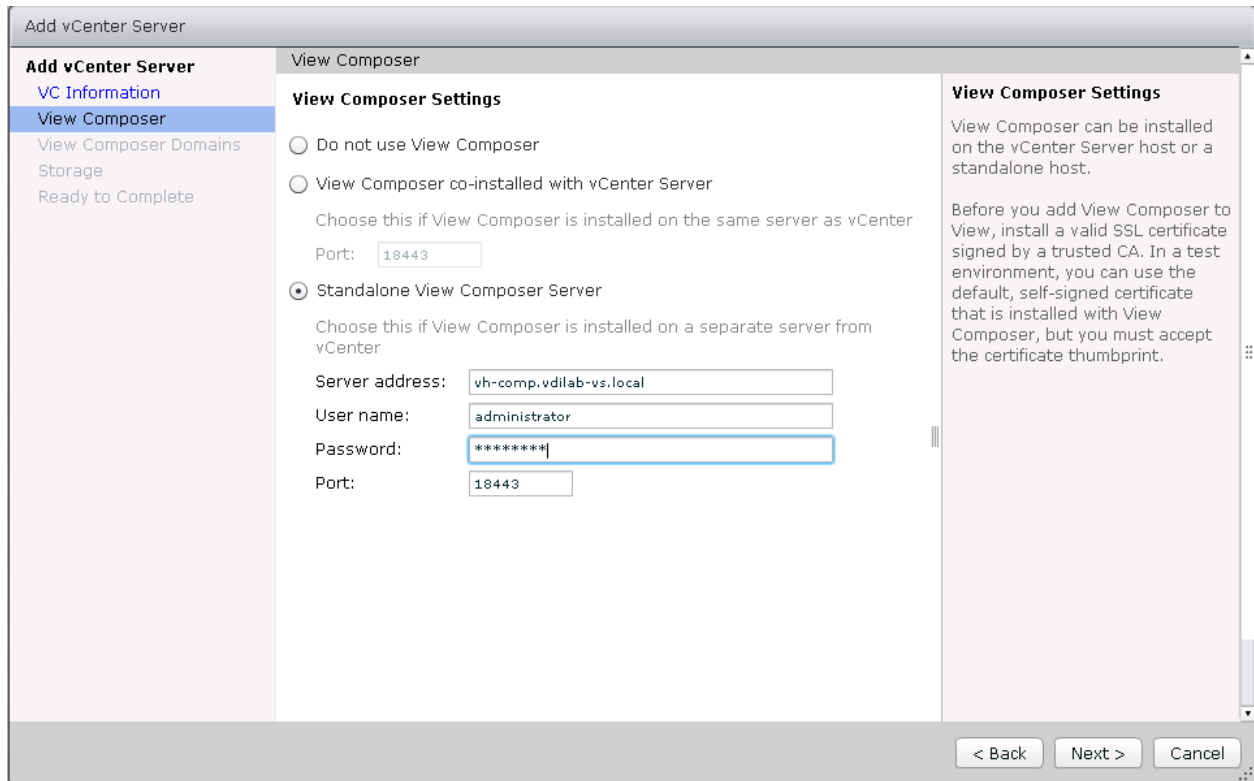 Add vCenter Server
Add vCenter Server
VC Information
View Composer
View Composer Domains
Storage
Ready to Complete
View Composer
View Composer Settings
Do not use View Composer
View Composer co-installed with vCenter Server
Choose this if View Composer is installed on the same server as vCenter
Port: 18443
Standalone View Composer Server
Choose this if View Composer is installed on a separate server from
vCenter
Server address: vh-comp.vdilab-vs.local
User name: administrator
Password: ********
Port: 18443
View Composer Settings
View Composer can be installed
on the vCenter Server host or a
standalone host.
Before you add View Composer to
View, install a valid SSL certificate
signed by a trusted CA. In a test
environment, you can use the
default, self-signed certificate
that is installed with View
Composer, but you must accept
the certificate thumbprint.
< Back Next > Cancel